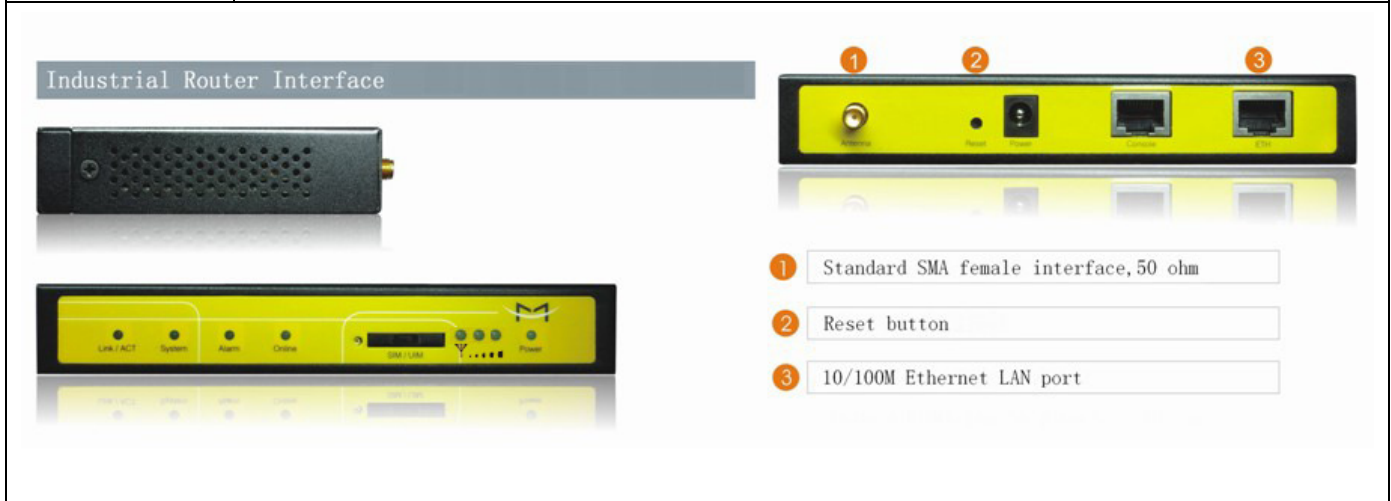 Industrial Router Interface
1 2 3
Antenna Reset Power Console ETH
1 Standard SMA female interface,50 ohm
2 Reset button
3 10/100M Ethernet LAN port
Link / ACT System Alarm Online SIM / UIM Power